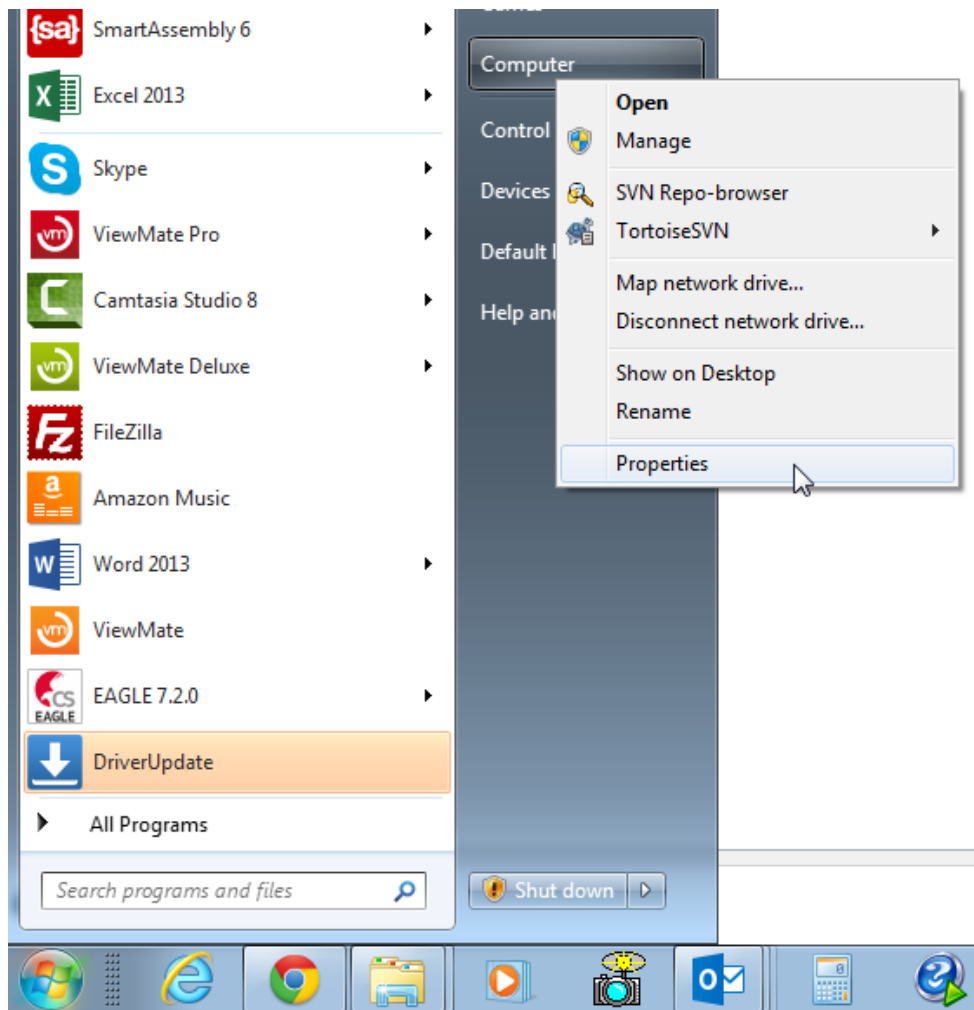 {sa} SmartAssembly 6
Excel 2013
Skype
ViewMate Pro
Camtasia Studio 8
ViewMate Deluxe
FileZilla
Amazon Music
Word 2013
ViewMate
CS EAGLE EAGLE 7.2.0
DriverUpdate
All Programs
Search programs and files
Computer
Control
Devices
Default
Help and
Shut down
Open
Manage
SVN Repo-browser
TortoiseSVN
Map network drive...
Disconnect network drive...
Show on Desktop
Rename
Properties